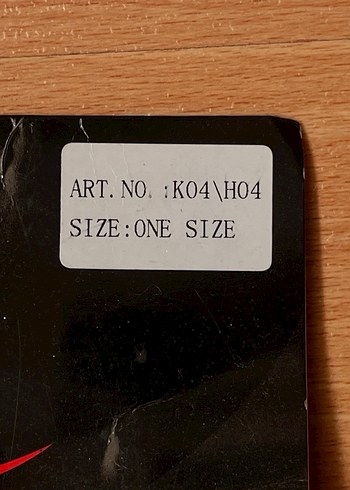 ART. NO. :K04\H04
SIZE:ONE SIZE